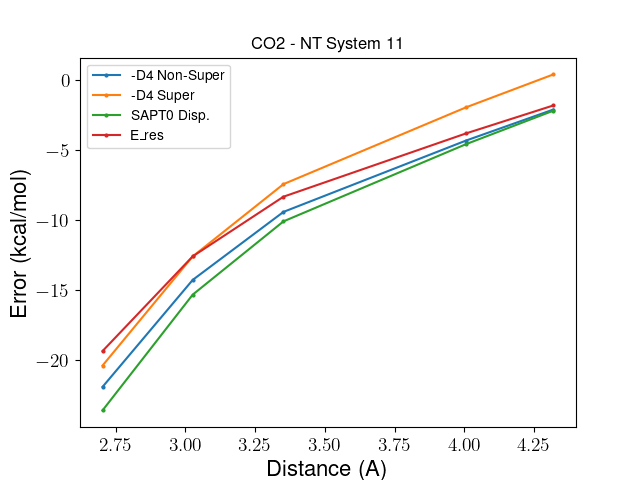 CO2 - NT System 11
-D4 Non-Super
-D4 Super
SAPT0 Disp.
E_res
0
−5
−10
−15
−20
Error (kcal/mol)
2.75 3.00 3.25 3.50 3.75 4.00 4.25
Distance (A)